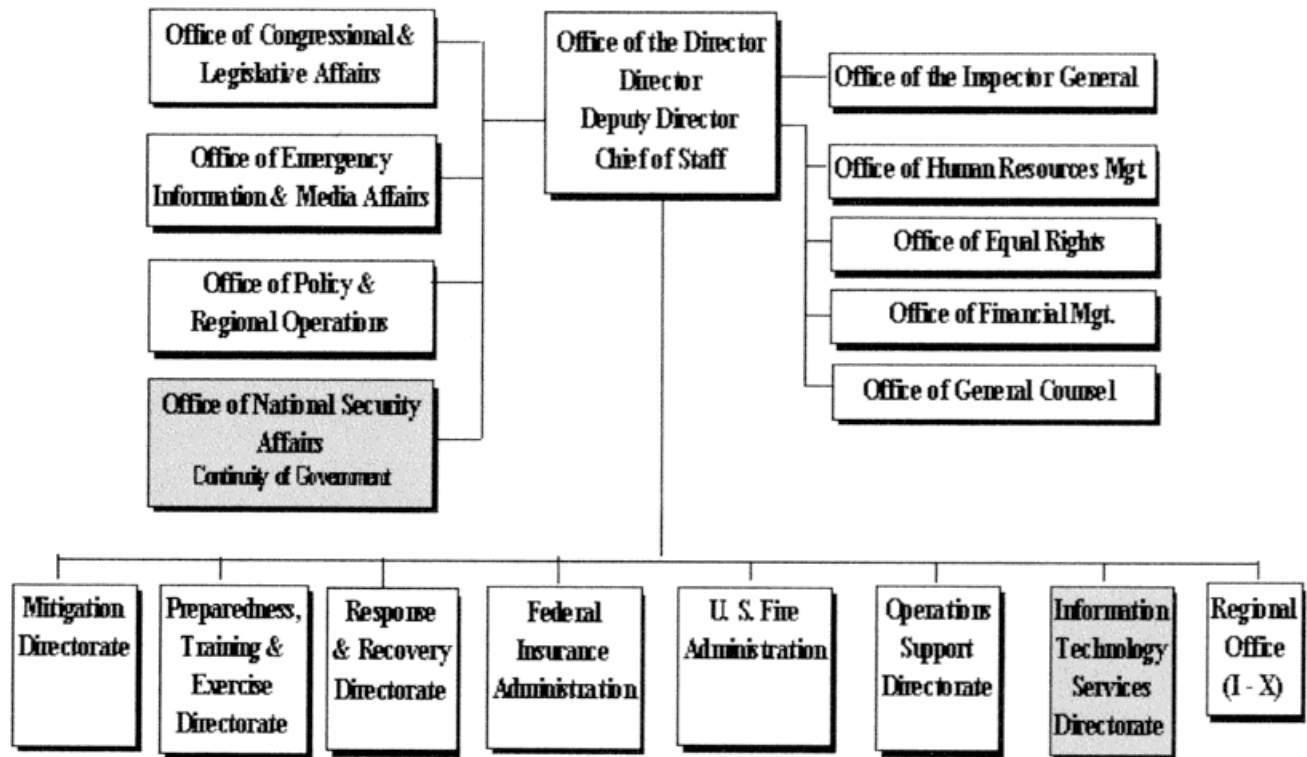 Office of Congressional &
Legislative Affairs
Office of Emergency
Information & Media Affairs
Office of Policy &
Regional Operations
Office of National Security
Affairs
Continuity of Government
Office of the Director
Director
Deputy Director
Chief of Staff
Office of the Inspector General
Office of Human Resources Mgt.
Office of Equal Rights
Office of Financial Mgt.
Office of General Counsel
Mitigation
Directorate
Preparedness,
Training &
Exercise
Directorate
Response
& Recovery
Directorate
Federal
Insurance
Administration
U. S. Fire
Administration
Operations
Support
Directorate
Information
Technology
Services
Directorate
Regional
Office
(I - X)